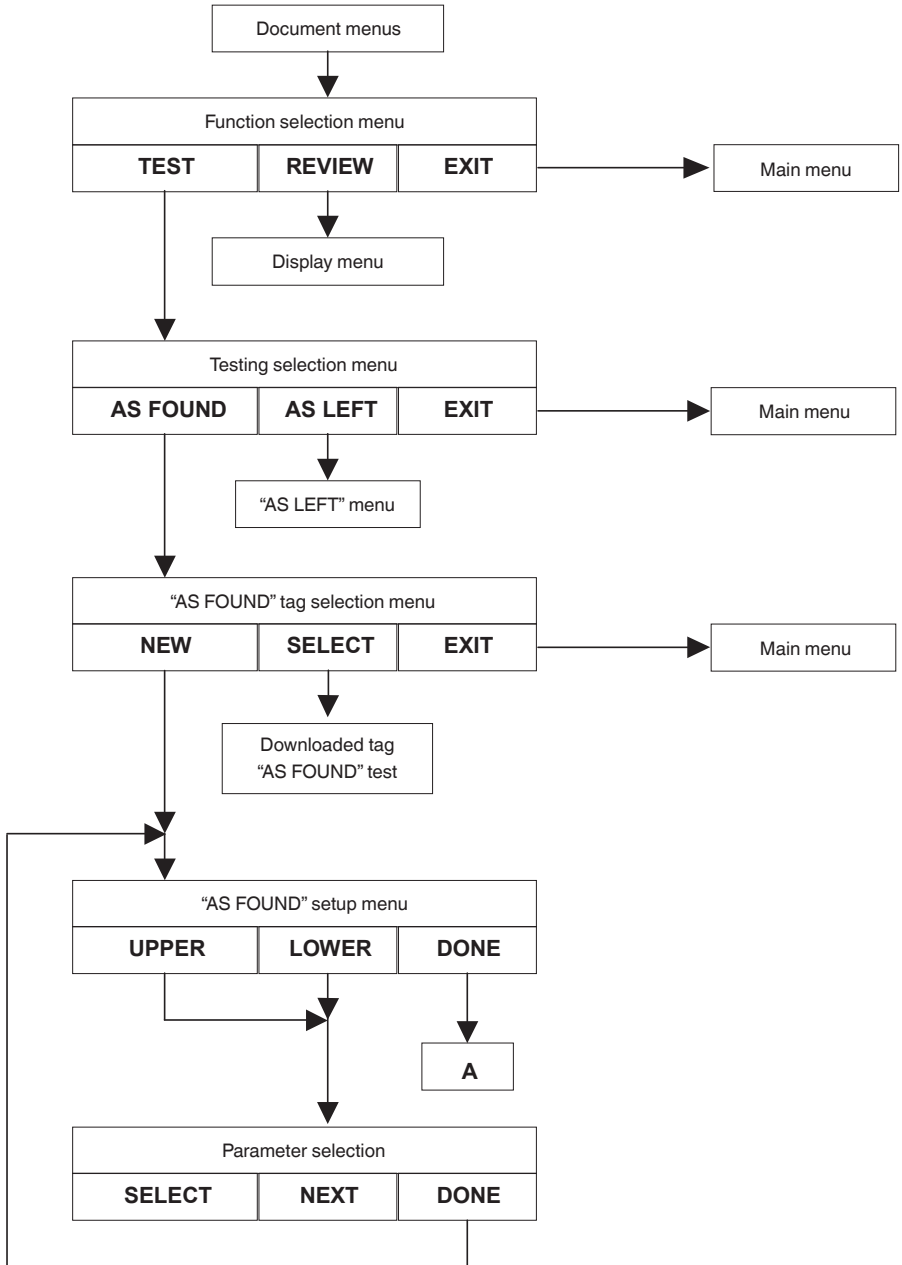 Document menus
Function selection menu
TEST REVIEW EXIT
Main menu
Display menu
Testing selection menu
AS FOUND AS LEFT EXIT
Main menu
“AS LEFT” menu
“AS FOUND” tag selection menu
NEW SELECT EXIT
Main menu
Downloaded tag
“AS FOUND” test
“AS FOUND” setup menu
UPPER LOWER DONE
A
Parameter selection
SELECT NEXT DONE